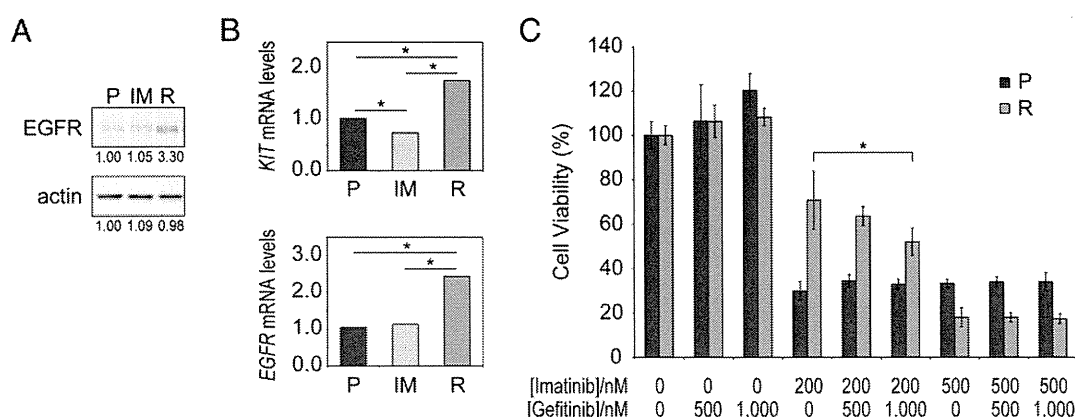 A
P IM R
EGFR
1.00 1.05 3.30
actin
1.00 1.09 0.98
B
KIT mRNA levels
2.0
1.0
0.0
*
*
*
P IM R
EGFR mRNA levels
3.0
2.0
1.0
0.0
*
*
P IM R
C
Cell Viability (%)
140
120
100
80
60
40
20
0
P
R
*
[Imatinib]/nM 0 0 0 200 200 200 500 500 500
[Gefitinib]/nM 0 500 1.000 0 500 1.000 0 500 1.000